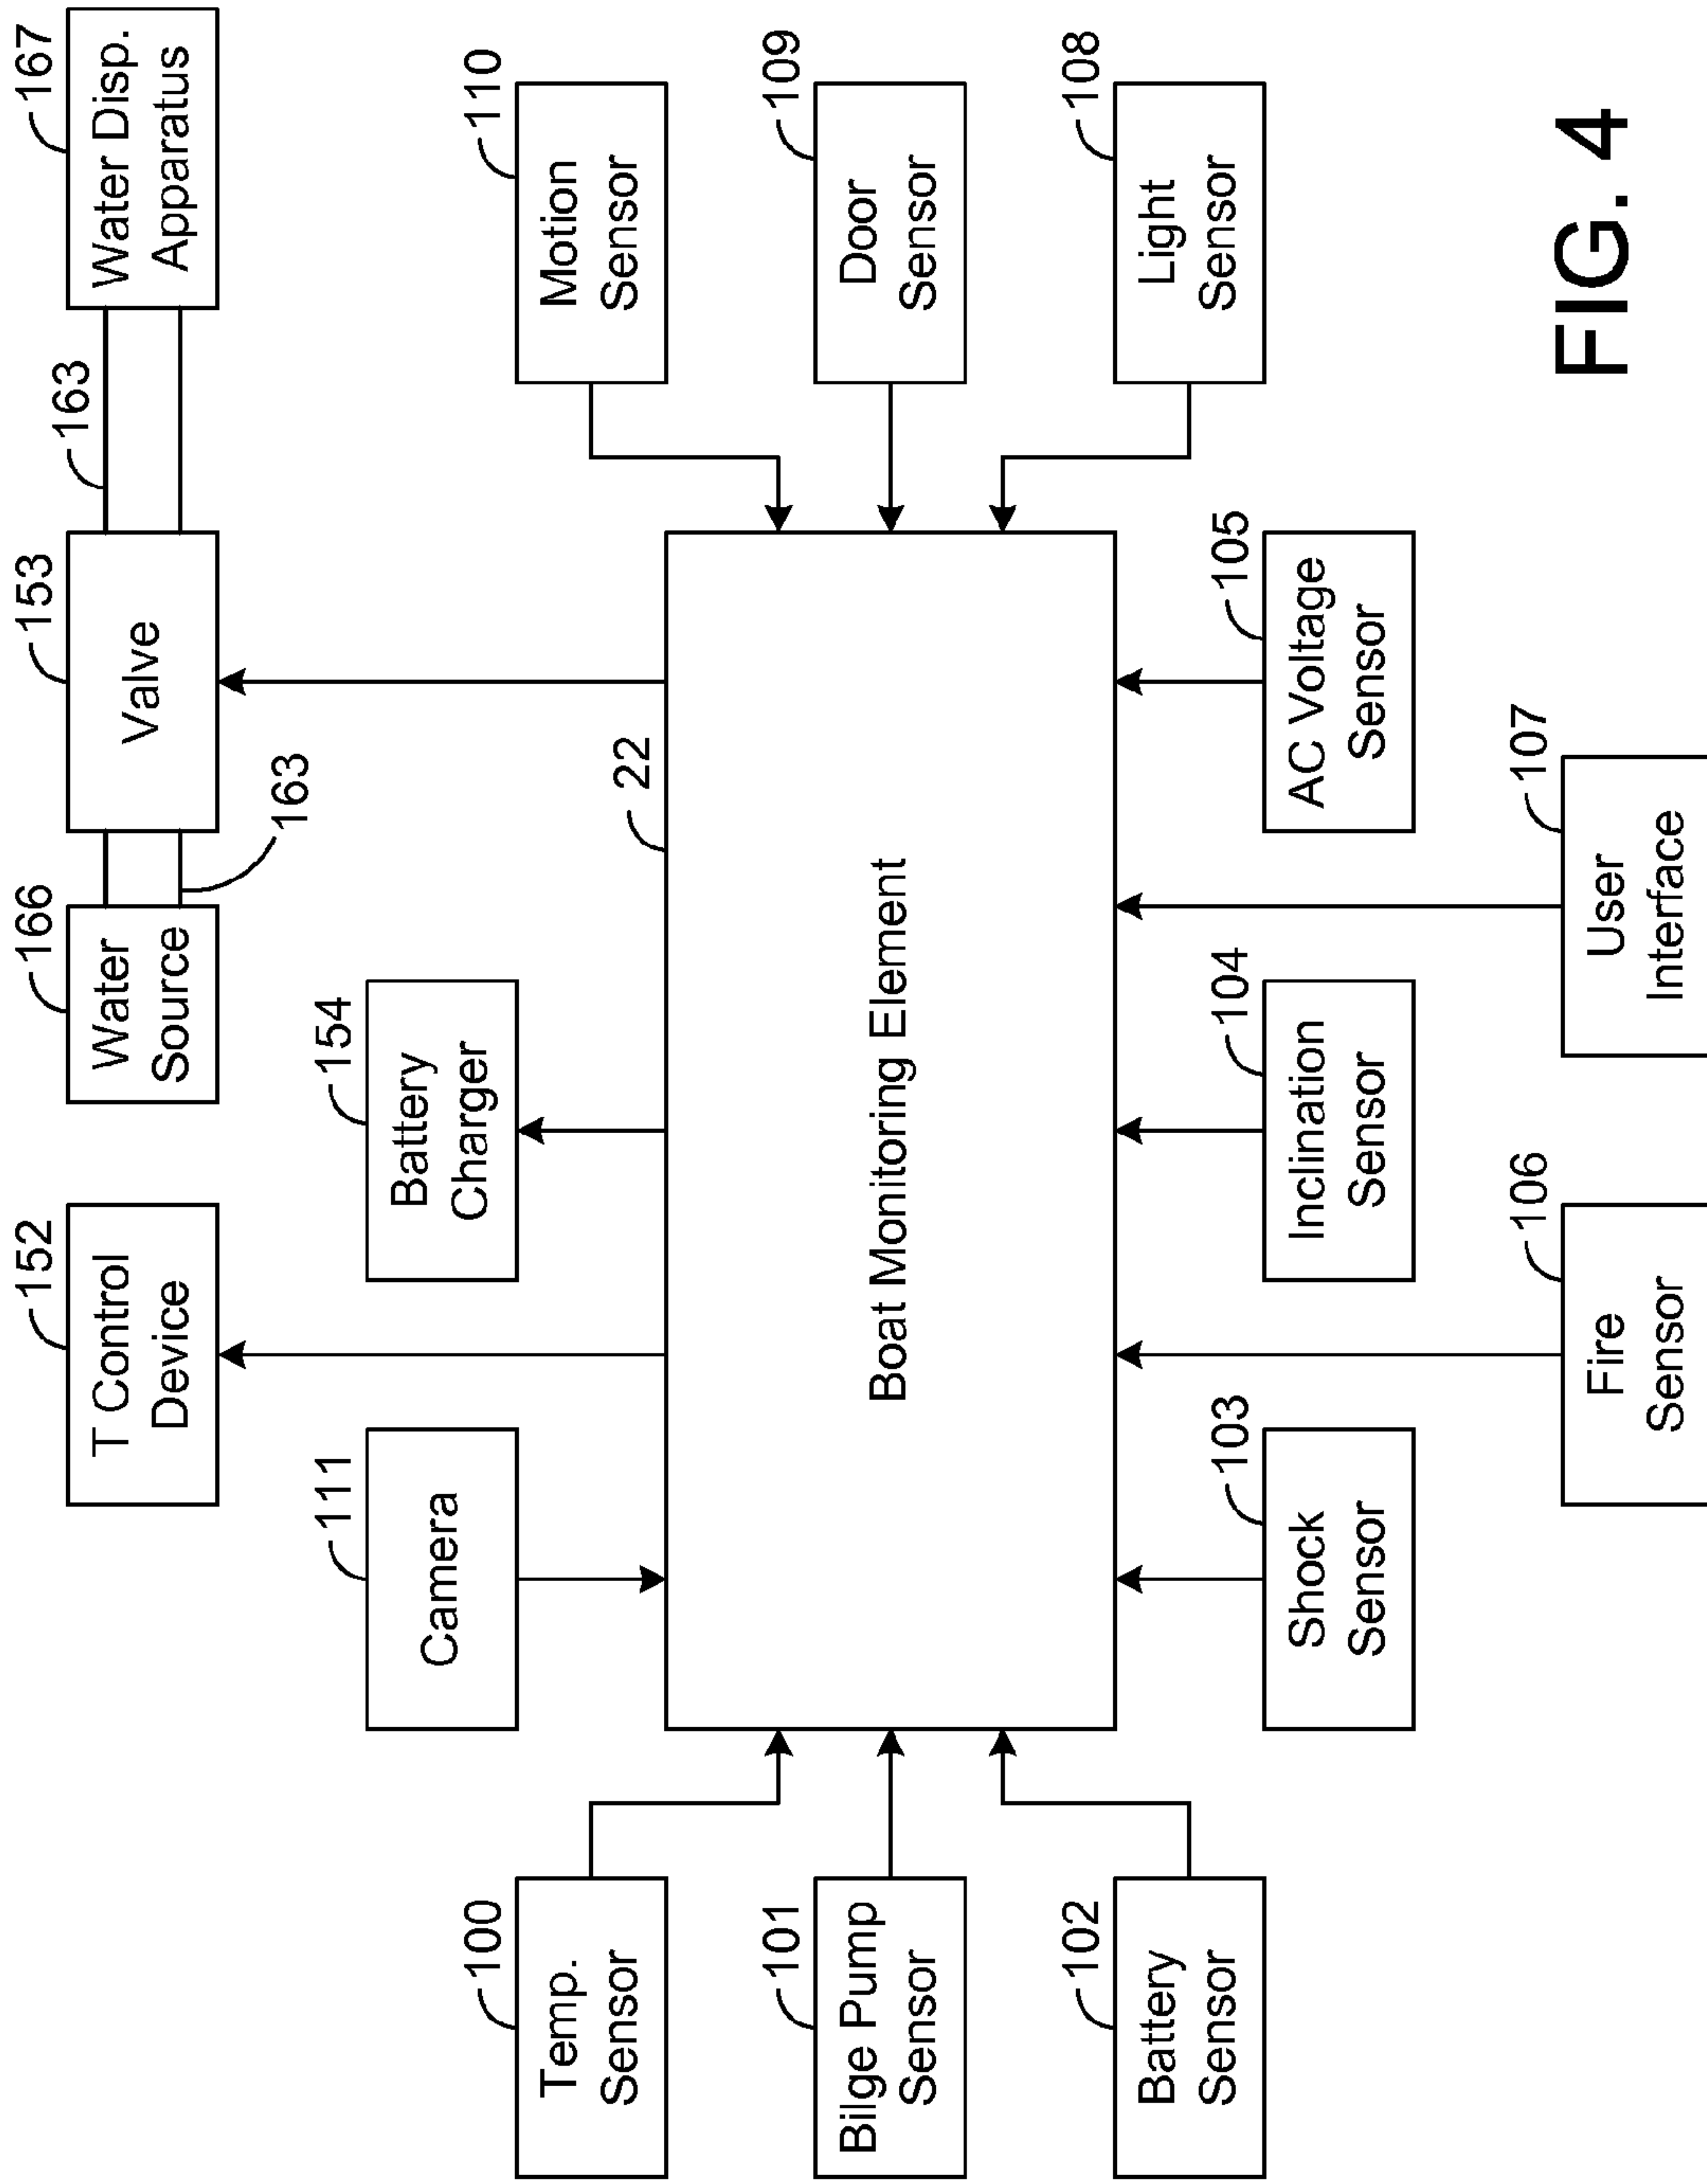 152
T Control
Device
166
Water
Source
163
153
Valve
163
167
Water Disp.
Apparatus
111
Camera
154
Battery
Charger
100
Temp.
Sensor
101
Bilge Pump
Sensor
102
Battery
Sensor
22
Boat Monitoring Element
110
Motion
Sensor
109
Door
Sensor
108
Light
Sensor
103
Shock
Sensor
104
Inclination
Sensor
105
AC Voltage
Sensor
106
Fire
Sensor
107
User
Interface
FIG. 4